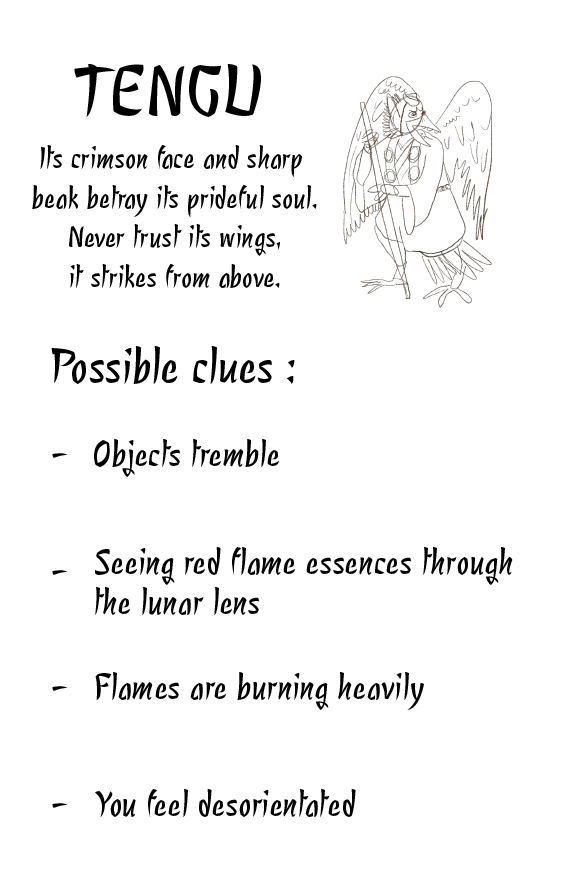 TENGU
Its crimson face and sharp
beak betray its prideful soul.
Never trust its wings,
it strikes from above.
Possible clues :
- Objects tremble
- Seeing red flame essences through
the lunar lens
- Flames are burning heavily
- You feel desorientated